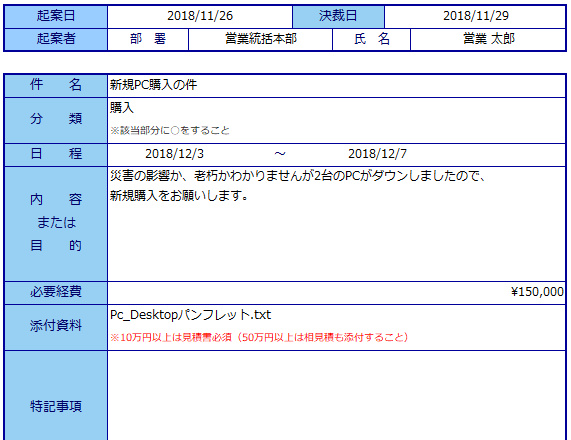 起案日 2018/11/26 決裁日 2018/11/29
起案者 部　署 営業統括本部 氏　名 営業 太郎
件　　名 新規PC購入の件
分　　類 購入
※該当部分に○をすること
日　　程 2018/12/3 ～ 2018/12/7
内　　容
または
目　　的
災害の影響か、老朽かわかりませんが2台のPCがダウンしましたので、
新規購入をお願いします。
必要経費 ¥150,000
添付資料 Pc_Desktopパンフレット.txt
※10万円以上は見積書必須（50万円以上は相見積も添付すること）
特記事項